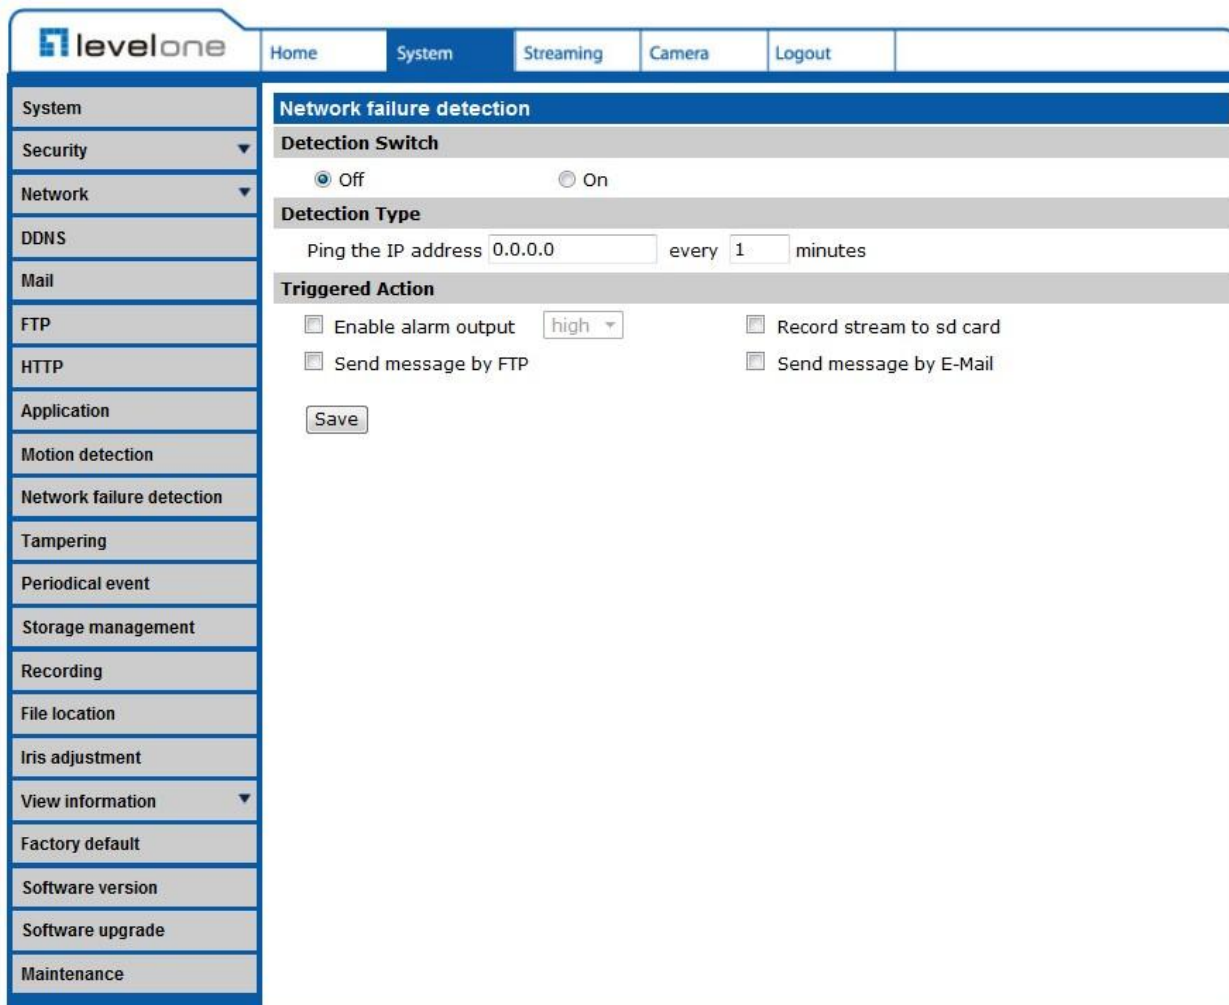 levelone
Home System Streaming Camera Logout
System
Security
Network
DDNS
Mail
FTP
HTTP
Application
Motion detection
Network failure detection
Tampering
Periodical event
Storage management
Recording
File location
Iris adjustment
View information
Factory default
Software version
Software upgrade
Maintenance
Network failure detection
Detection Switch
Off On
Detection Type
Ping the IP address 0.0.0.0 every 1 minutes
Triggered Action
Enable alarm output high Record stream to sd card
Send message by FTP Send message by E-Mail
Save